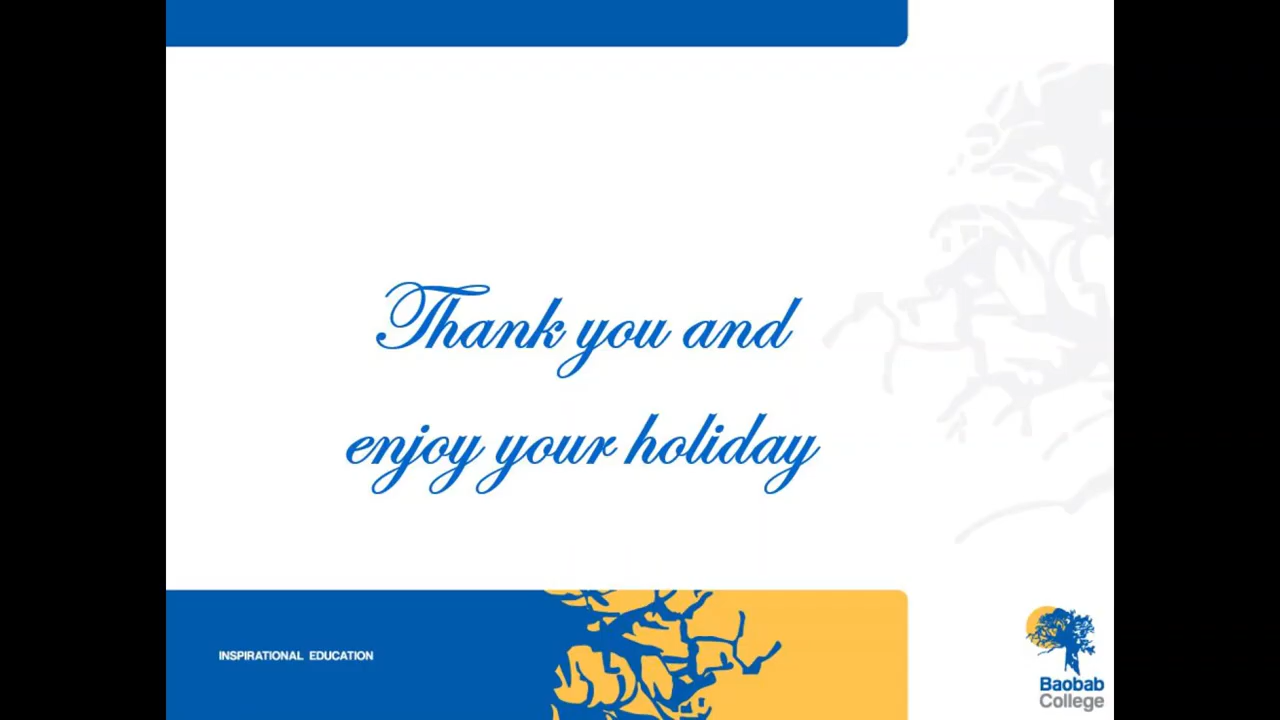 Thank you and
enjoy your holiday
INSPIRATIONAL EDUCATION
Baobab
College